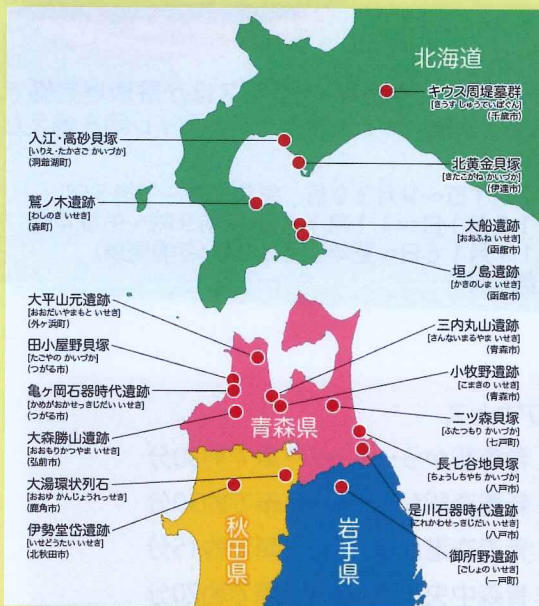 北海道
キウス周堤墓群
[きうす しゅうていぼぐん]
(千歳市)
入江・高砂貝塚
[いりえ・たかさご かいづか]
(洞爺湖町)
北黄金貝塚
[きたこがね かいづか]
(伊達市)
鷲ノ木遺跡
[わしのき いせき]
(森町)
大船遺跡
[おおふね いせき]
(函館市)
垣ノ島遺跡
[かきのしま いせき]
(函館市)
大平山元遺跡
[おおだいやまもと いせき]
(外ヶ浜町)
田小屋野貝塚
[たごやの かいづか]
(つがる市)
亀ヶ岡石器時代遺跡
[かめがおかせっきじだい いせき]
(つがる市)
大森勝山遺跡
[おおもりかつやま いせき]
(弘前市)
大湯環状列石
[おおゆ かんじょうれっせき]
(鹿角市)
伊勢堂岱遺跡
[いせどうたい いせき]
(北秋田市)
三内丸山遺跡
[さんないまるやま いせき]
(青森市)
小牧野遺跡
[こまきの いせき]
(青森市)
二ツ森貝塚
[ふたつもり かいづか]
(七戸町)
長七谷地貝塚
[ちょうしちやち かいづか]
(八戸市)
是川石器時代遺跡
[これかわせっきじだい いせき]
(八戸市)
御所野遺跡
[ごしょの いせき]
(一戸町)
青森県
秋田県
岩手県